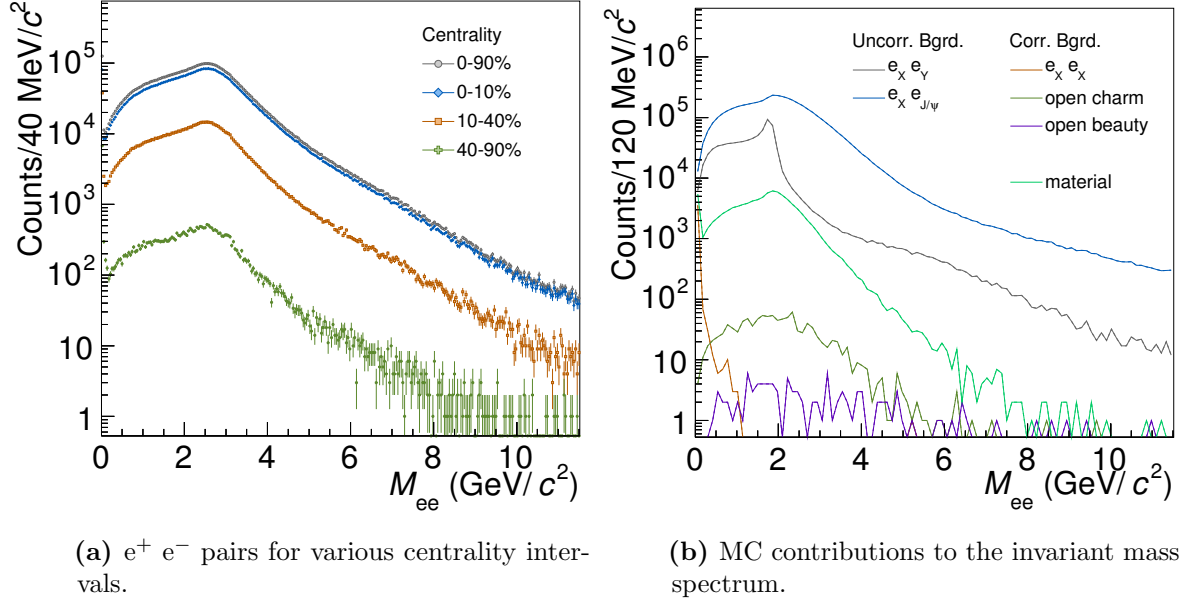 Counts/40 MeV/c²
10⁵
10⁴
10³
10²
10
1
Centrality
0-90%
0-10%
10-40%
40-90%
0 2 4 6 8 10
M_ee (GeV/c²)
Counts/120 MeV/c²
10⁶
10⁵
10⁴
10³
10²
10
1
Uncorr. Bgrd.
e_X e_Y
e_X e_J/ψ
Corr. Bgrd.
e_X e_X
open charm
open beauty
material
0 2 4 6 8 10
M_ee (GeV/c²)
(a) e⁺ e⁻ pairs for various centrality inter-
vals.
(b) MC contributions to the invariant mass
spectrum.